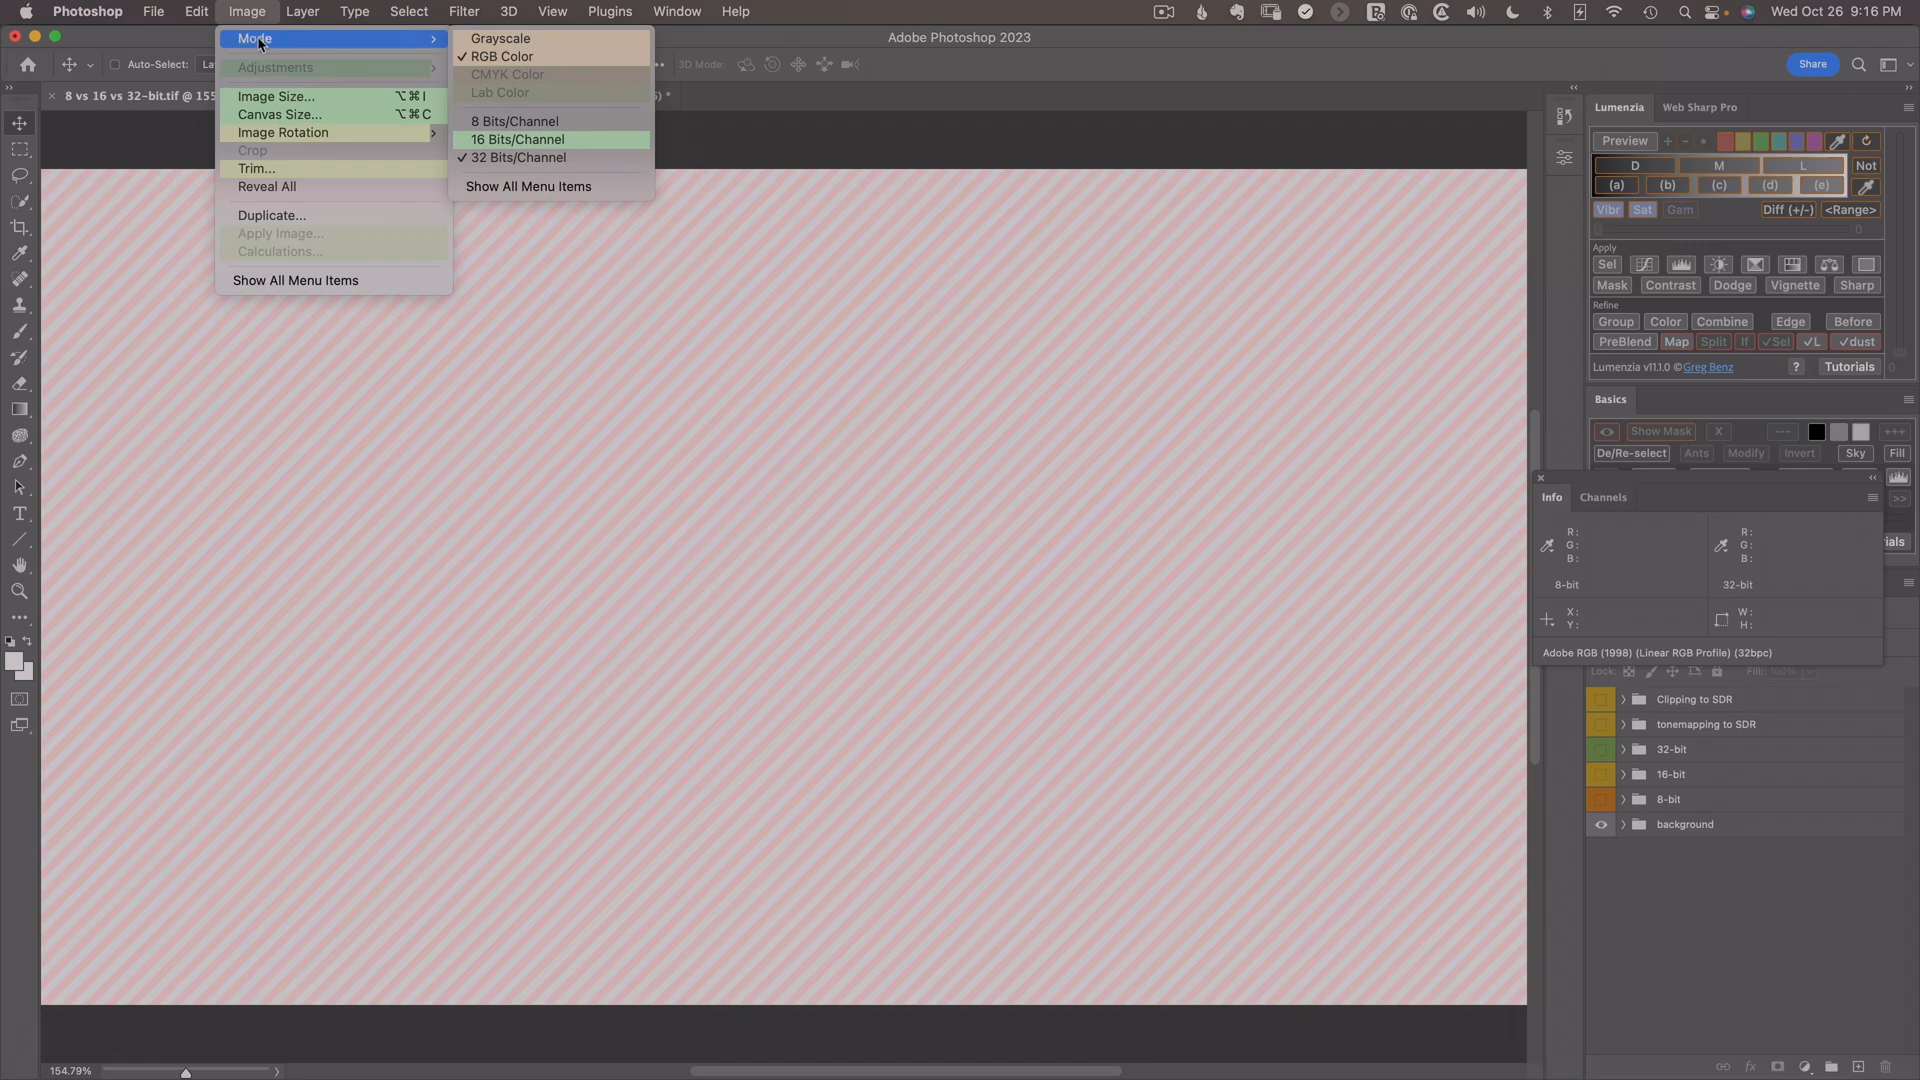 Photoshop File Edit Image Layer Type Select Filter 3D View Plugins Window Help Wed Oct 26 9:16 PM
Adobe Photoshop 2023
Auto-Select: 3D Mode: Share
8 vs 16 vs 32-bit.tif @ 155
Mode
Adjustments
Image Size... ⌥⌘I
Canvas Size... ⌥⌘C
Image Rotation
Crop
Trim...
Reveal All
Duplicate...
Apply Image...
Calculations...
Show All Menu Items
Grayscale
✓ RGB Color
CMYK Color
Lab Color
8 Bits/Channel
16 Bits/Channel
✓ 32 Bits/Channel
Show All Menu Items
Lumenzia Web Sharp Pro
Preview + -
D M L Not
(a) (b) (c) (d) (e)
Vibr Sat Gam Diff (+/-) <Range>
0
Apply
Sel
Mask Contrast Dodge Vignette Sharp
Refine
Group Color Combine Edge Before
PreBlend Map Split If ✓Sel ✓L ✓dust
Lumenzia v11.1.0 ©Greg Benz ? Tutorials 0
Basics
Show Mask X --- +++
De/Re-select Ants Modify Invert Sky Fill
>>
ials
Info Channels
R: R:
G: G:
B: B:
8-bit 32-bit
X: W:
Y: H:
Adobe RGB (1998) (Linear RGB Profile) (32bpc)
Lock: Fill: 100%
Clipping to SDR
tonemapping to SDR
32-bit
16-bit
8-bit
background
154.79%
fx